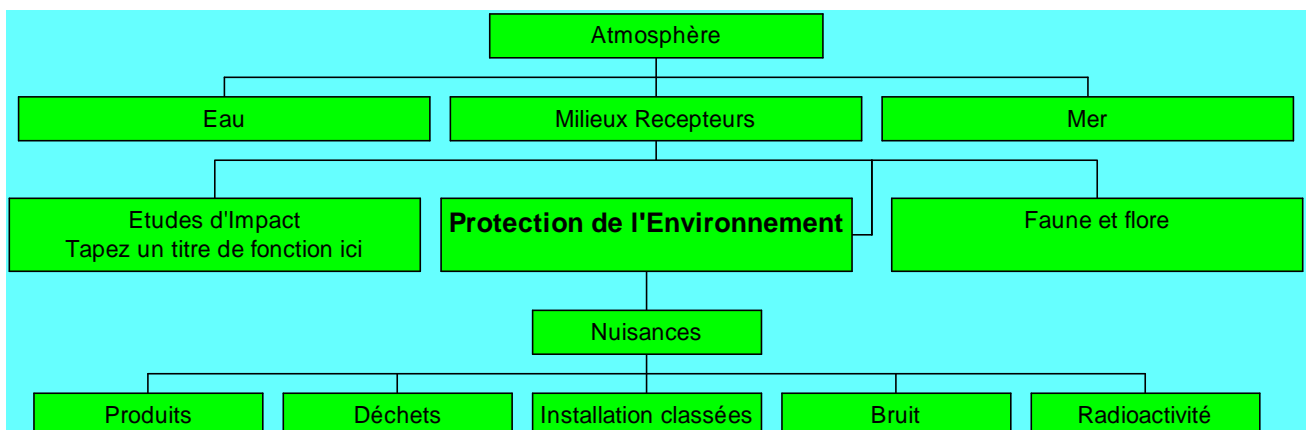 Atmosphère
Eau
Milieux Recepteurs
Mer
Etudes d'Impact
Tapez un titre de fonction ici
Protection de l'Environnement
Faune et flore
Nuisances
Produits
Déchets
Installation classées
Bruit
Radioactivité